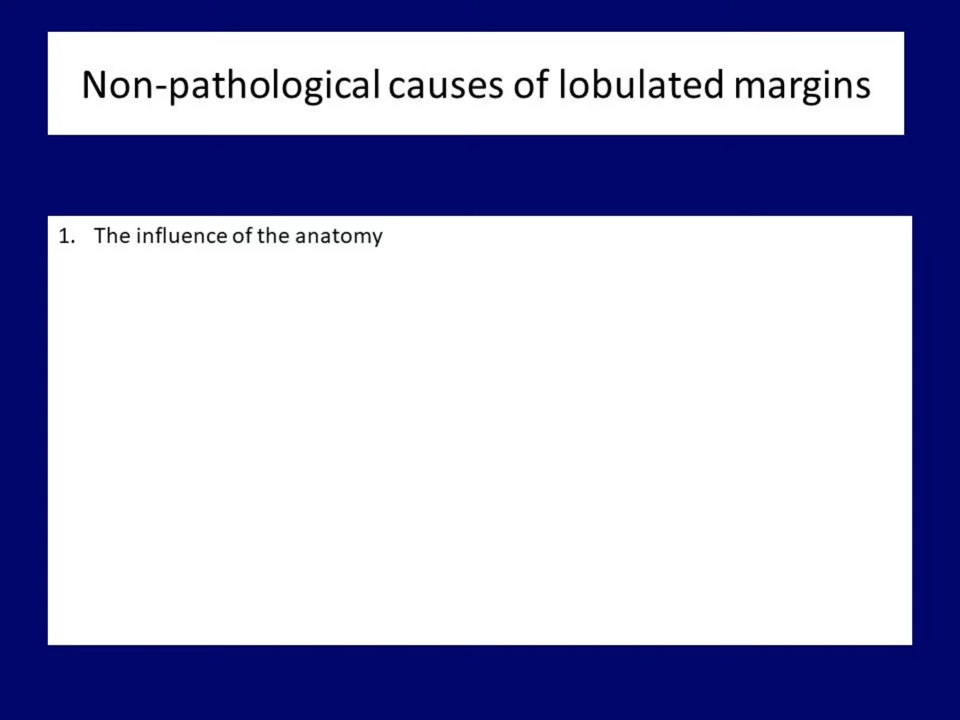 Non-pathological causes of lobulated margins
1. The influence of the anatomy